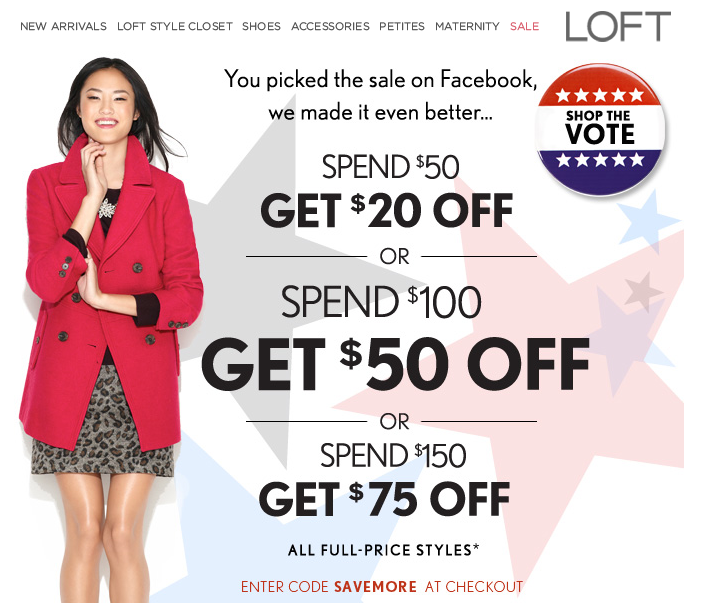 NEW ARRIVALS LOFT STYLE CLOSET SHOES ACCESSORIES PETITES MATERNITY SALE
LOFT
You picked the sale on Facebook,
we made it even better...
SHOP THE
VOTE
SPEND $50
GET $20 OFF
OR
SPEND $100
GET $50 OFF
OR
SPEND $150
GET $75 OFF
ALL FULL-PRICE STYLES*
ENTER CODE SAVEMORE AT CHECKOUT